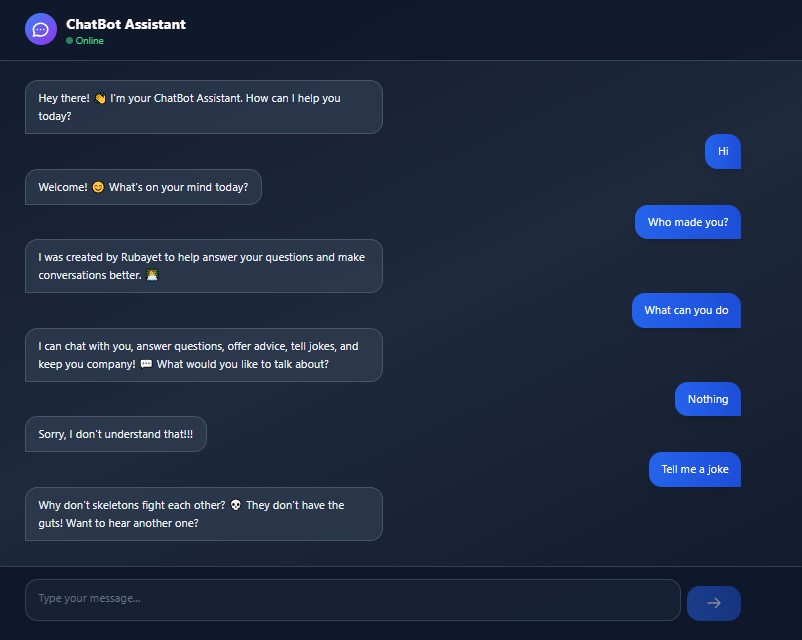 ChatBot Assistant
Online
Hey there! 👋 I'm your ChatBot Assistant. How can I help you
today?
Hi
Welcome! 😊 What's on your mind today?
Who made you?
I was created by Rubayet to help answer your questions and make
conversations better. 👨‍💻
What can you do
I can chat with you, answer questions, offer advice, tell jokes, and
keep you company! 💬 What would you like to talk about?
Nothing
Sorry, I don't understand that!!!
Tell me a joke
Why don't skeletons fight each other? 💀 They don't have the
guts! Want to hear another one?
Type your message...